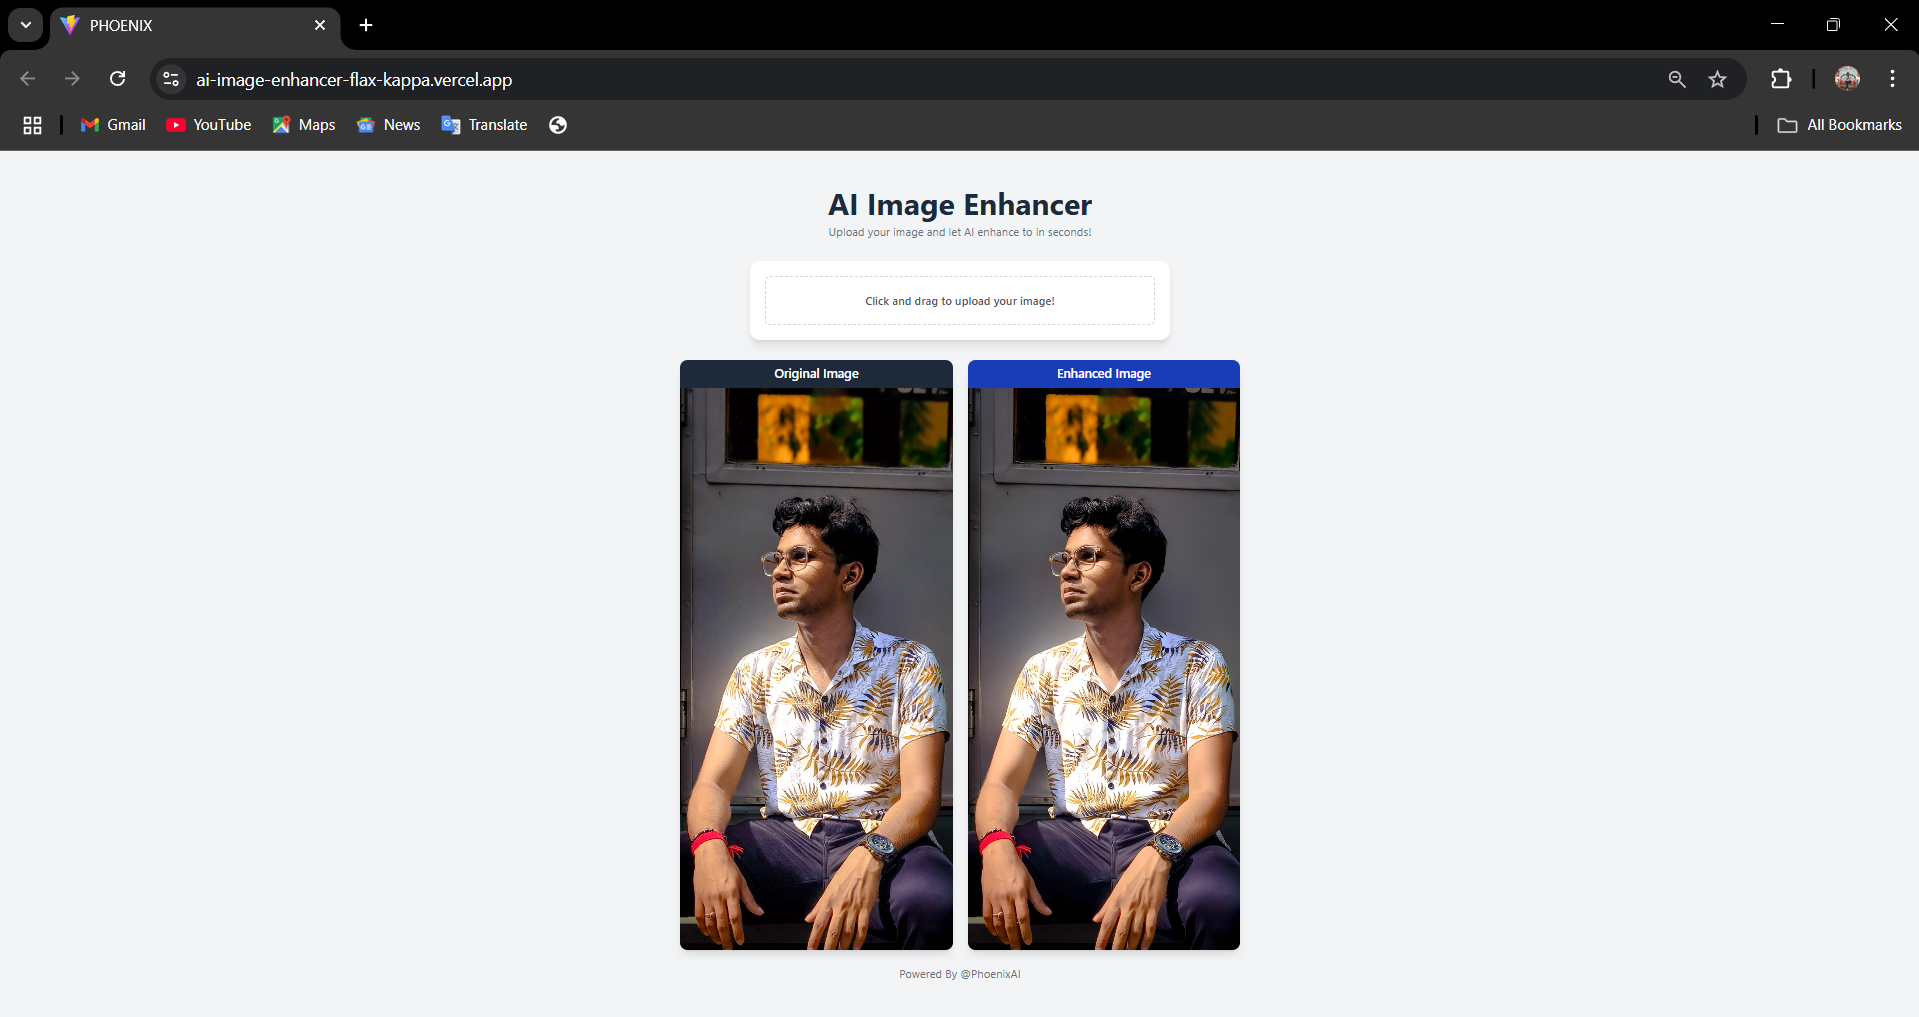 PHOENIX
ai-image-enhancer-flax-kappa.vercel.app
Gmail YouTube Maps News Translate All Bookmarks
AI Image Enhancer
Upload your image and let AI enhance to in seconds!
Click and drag to upload your image!
Original Image Enhanced Image
Powered By @PhoenixAI